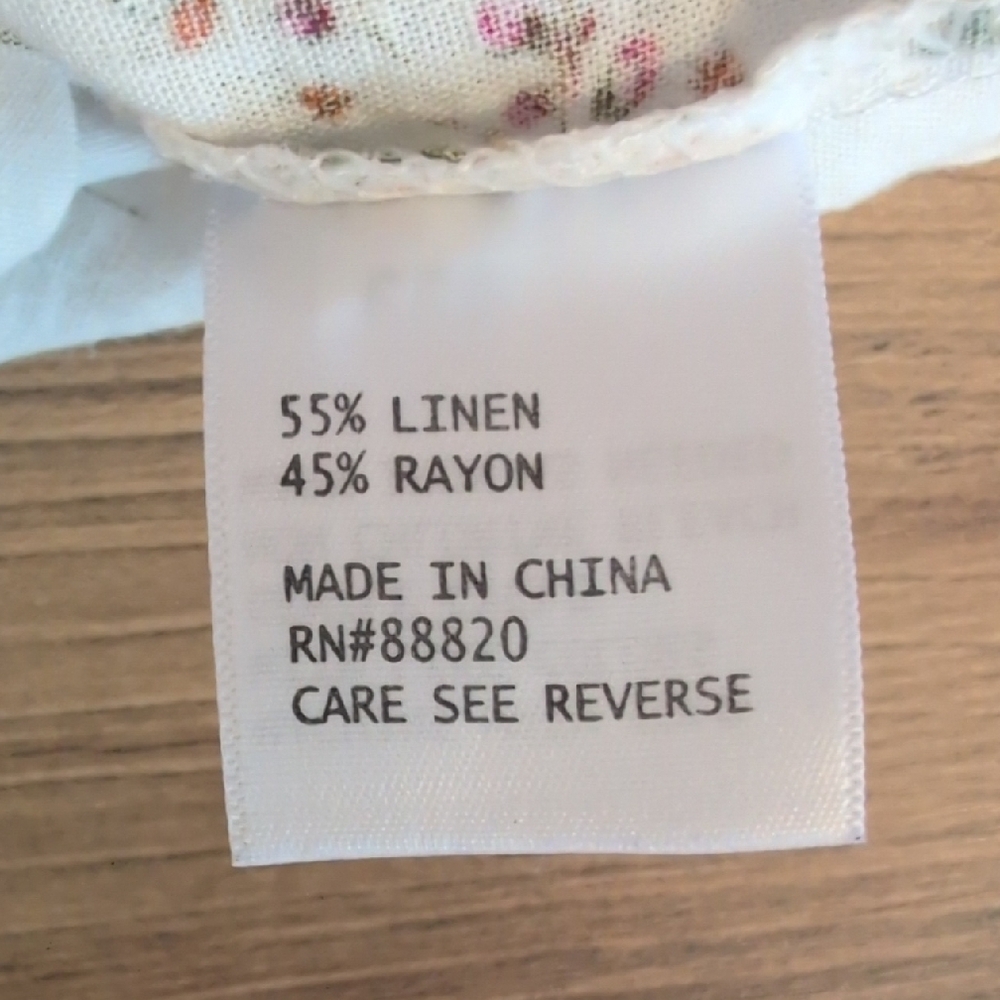 55% LINEN
45% RAYON
MADE IN CHINA
RN#88820
CARE SEE REVERSE